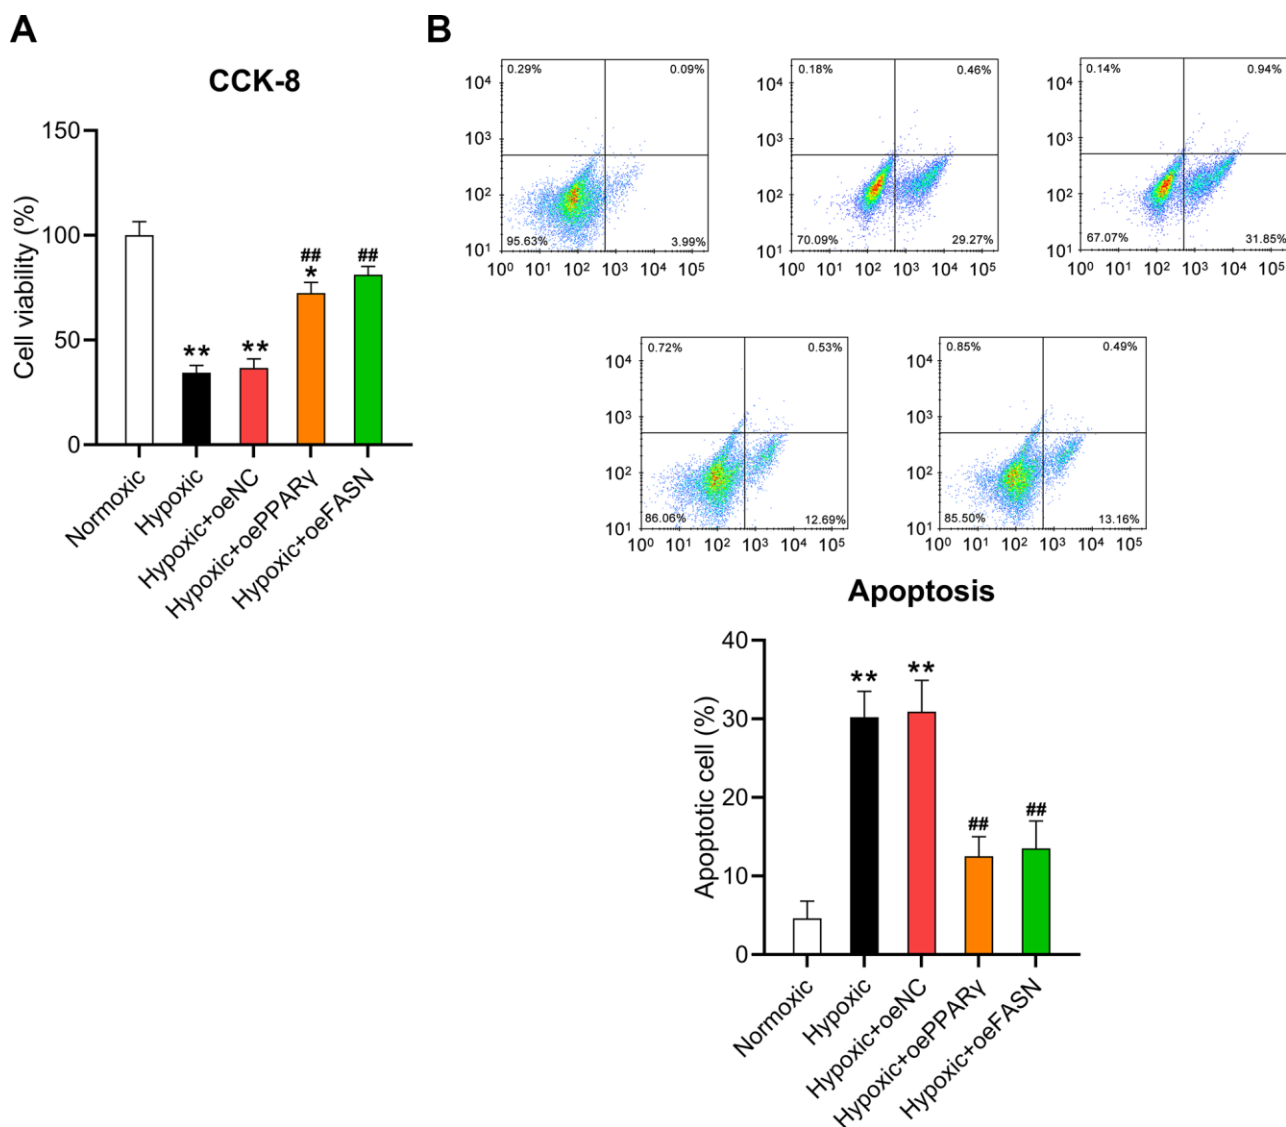 A
B
CCK-8
Cell viability (%)
150
100
50
0
**
**
##
*
##
Normoxic
Hypoxic
Hypoxic+oeNC
Hypoxic+oePPARγ
Hypoxic+oeFASN
0.29% 0.09%
95.63% 3.99%
10⁴
10³
10²
10¹
10⁰ 10¹ 10² 10³ 10⁴ 10⁵
0.18% 0.46%
70.09% 29.27%
10⁴
10³
10²
10¹
10⁰ 10¹ 10² 10³ 10⁴ 10⁵
0.14% 0.94%
67.07% 31.85%
10⁴
10³
10²
10¹
10⁰ 10¹ 10² 10³ 10⁴ 10⁵
0.72% 0.53%
86.06% 12.69%
10⁴
10³
10²
10¹
10⁰ 10¹ 10² 10³ 10⁴ 10⁵
0.85% 0.49%
85.50% 13.16%
10⁴
10³
10²
10¹
10⁰ 10¹ 10² 10³ 10⁴ 10⁵
Apoptosis
Apoptotic cell (%)
40
30
20
10
0
**
**
##
##
Normoxic
Hypoxic
Hypoxic+oeNC
Hypoxic+oePPARγ
Hypoxic+oeFASN